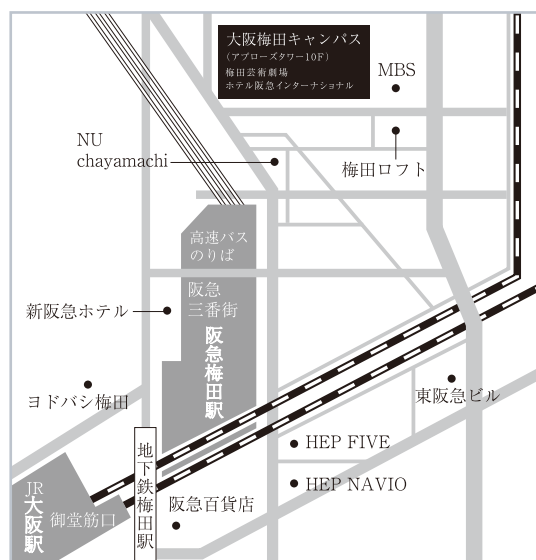 大阪梅田キャンパス
（アプローズタワー10F）
梅田芸術劇場
ホテル阪急インターナショナル
MBS
NU
chayamachi
梅田ロフト
高速バス
のりば
阪急
三番街
新阪急ホテル
阪急梅田駅
ヨドバシ梅田
東阪急ビル
HEP FIVE
HEP NAVIO
地下鉄梅田駅
JR
大阪駅
御堂筋口
阪急百貨店